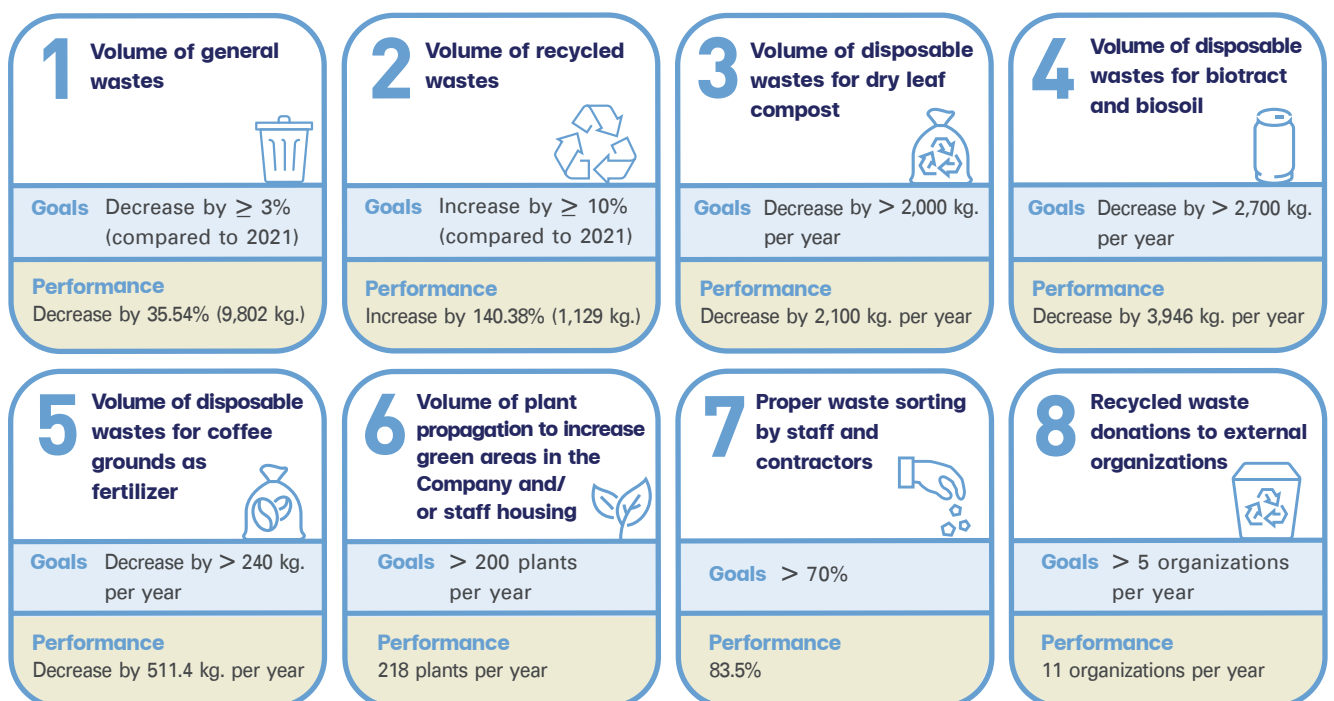 1 Volume of general
wastes
Goals Decrease by ≥ 3%
(compared to 2021)
Performance
Decrease by 35.54% (9,802 kg.)
2 Volume of recycled
wastes
Goals Increase by ≥ 10%
(compared to 2021)
Performance
Increase by 140.38% (1,129 kg.)
3 Volume of disposable
wastes for dry leaf
compost
Goals Decrease by > 2,000 kg.
per year
Performance
Decrease by 2,100 kg. per year
4 Volume of disposable
wastes for biotract
and biosoil
Goals Decrease by > 2,700 kg.
per year
Performance
Decrease by 3,946 kg. per year
5 Volume of disposable
wastes for coffee
grounds as
fertilizer
Goals Decrease by > 240 kg.
per year
Performance
Decrease by 511.4 kg. per year
6 Volume of plant
propagation to increase
green areas in the
Company and/
or staff housing
Goals > 200 plants
per year
Performance
218 plants per year
7 Proper waste sorting
by staff and
contractors
Goals > 70%
Performance
83.5%
8 Recycled waste
donations to external
organizations
Goals > 5 organizations
per year
Performance
11 organizations per year